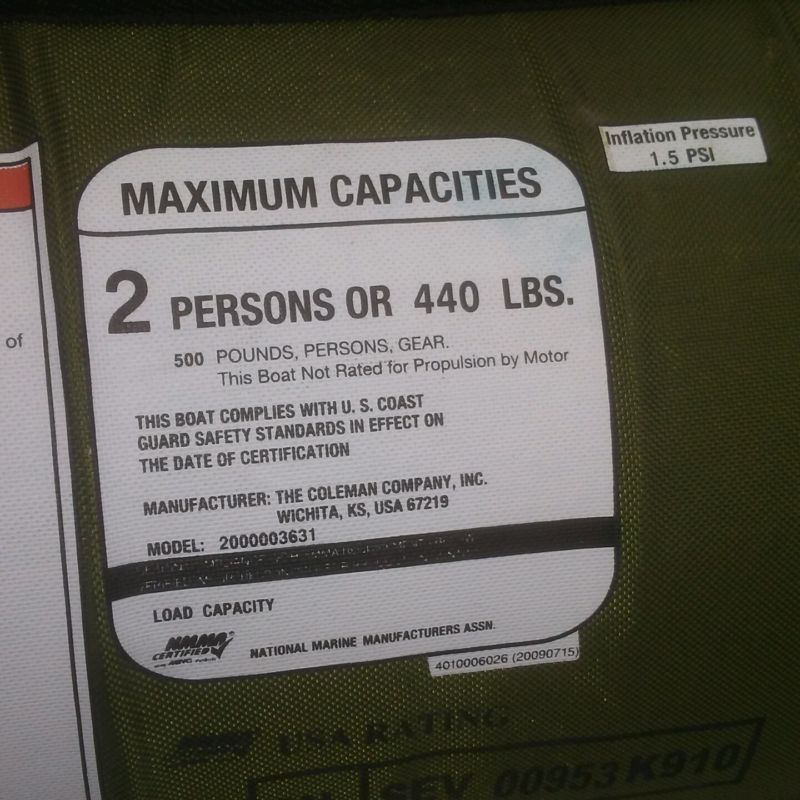 Inflation Pressure
1.5 PSI
MAXIMUM CAPACITIES
2 PERSONS OR 440 LBS.
500 POUNDS, PERSONS, GEAR.
This Boat Not Rated for Propulsion by Motor
of
THIS BOAT COMPLIES WITH U. S. COAST
GUARD SAFETY STANDARDS IN EFFECT ON
THE DATE OF CERTIFICATION
MANUFACTURER: THE COLEMAN COMPANY, INC.
WICHITA, KS, USA 67219
MODEL: 2000003631
LOAD CAPACITY
NMMA
CERTIFIED
NATIONAL MARINE MANUFACTURERS ASSN.
4010006026 (20090715)
USA RATING
SEV 00953 K910